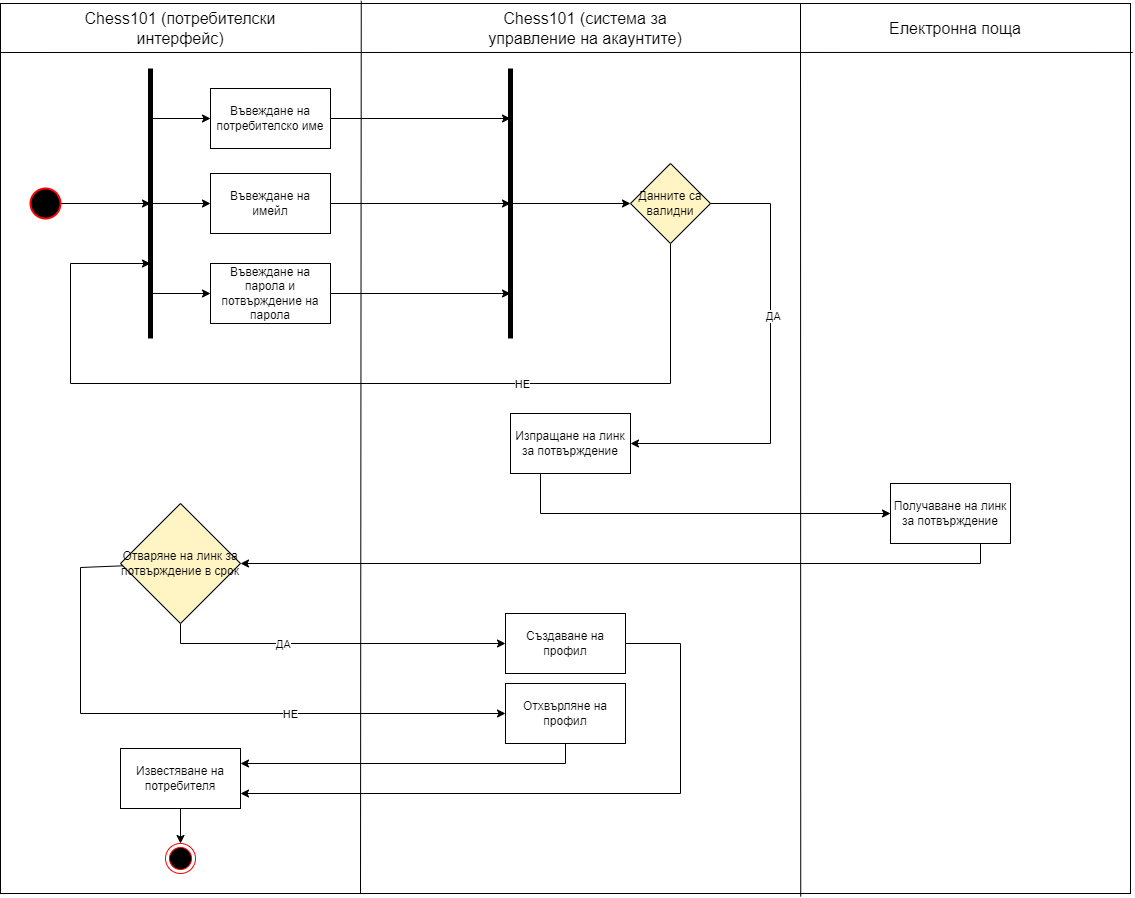 Chess101 (потребителски
интерфейс)
Chess101 (система за
управление на акаунтите)
Електронна поща
Въвеждане на
потребителско име
Въвеждане на
имейл
Въвеждане на
парола и
потвърждение на
парола
Данните са
валидни
ДА
НЕ
Изпращане на линк
за потвърждение
Получаване на линк
за потвърждение
Отваряне на линк за
потвърждение в срок
ДА
Създаване на
профил
НЕ
Отхвърляне на
профил
Известяване на
потребителя